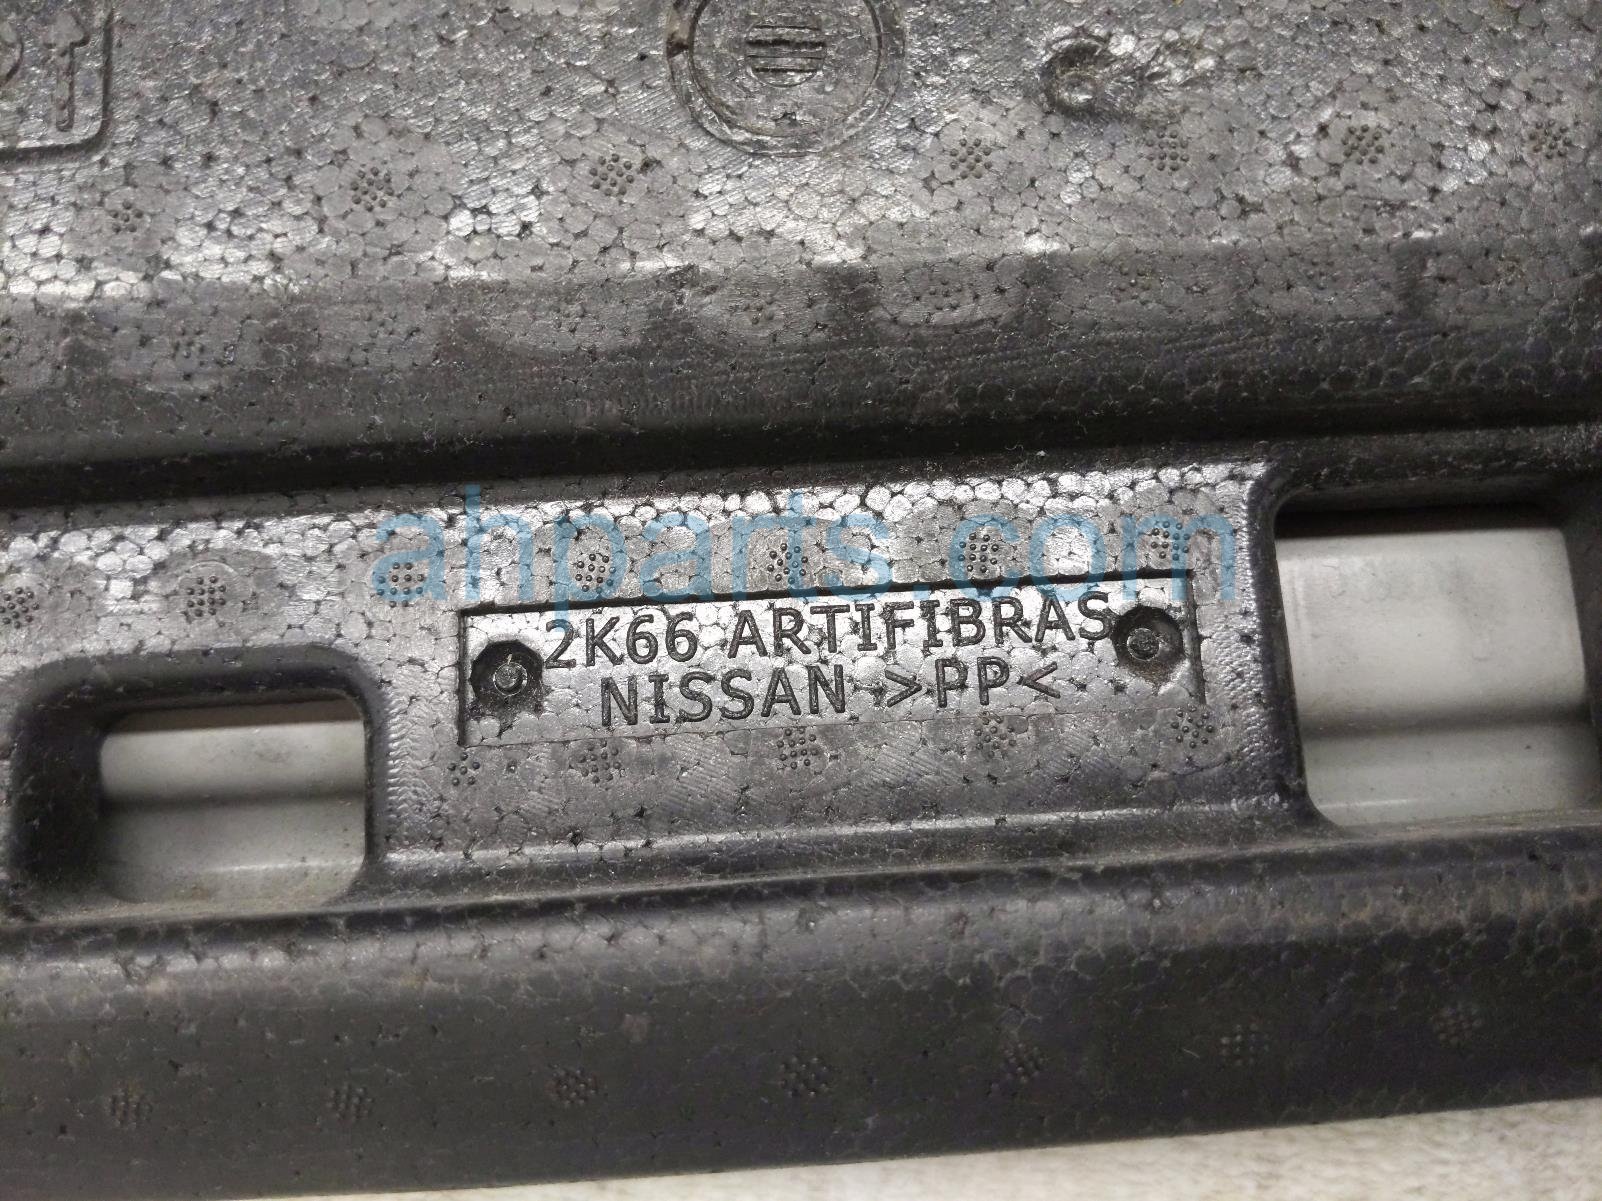 ahparts.com
2K66 ARTIFIBRAS
NISSAN >PP<